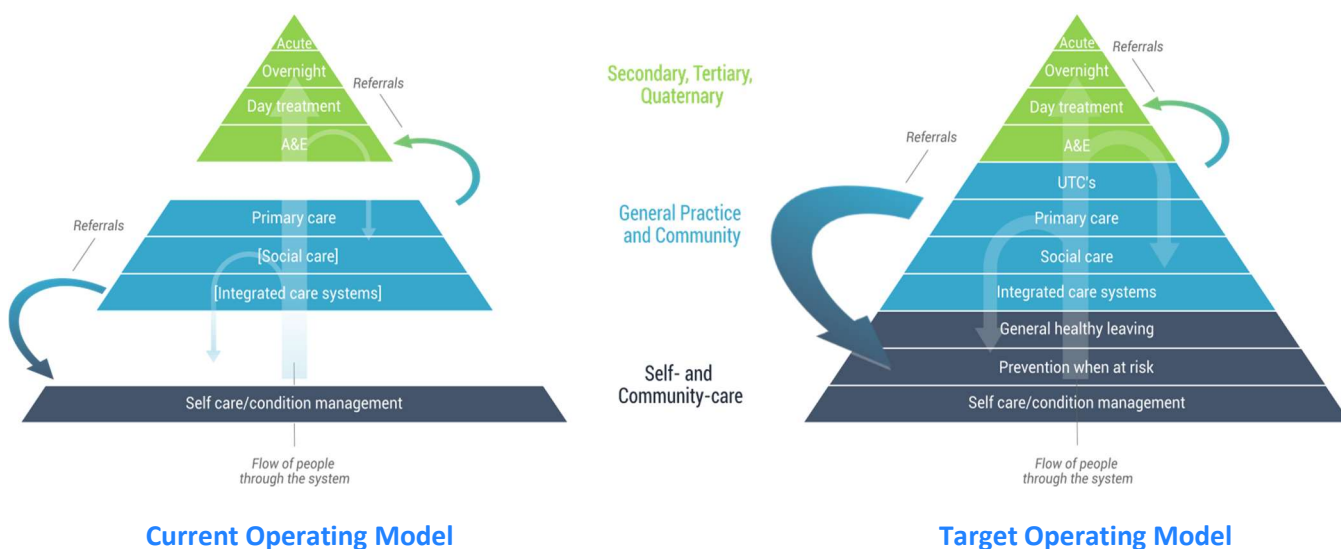 Acute
Overnight
Day treatment
A&E
Referrals
Primary care
[Social care]
[Integrated care systems]
Referrals
Self care/condition management
Flow of people
through the system
Current Operating Model
Secondary, Tertiary,
Quaternary
General Practice
and Community
Self- and
Community-care
Acute
Overnight
Day treatment
A&E
UTC's
Primary care
Social care
Integrated care systems
General healthy leaving
Prevention when at risk
Self care/condition management
Referrals
Referrals
Flow of people
through the system
Target Operating Model